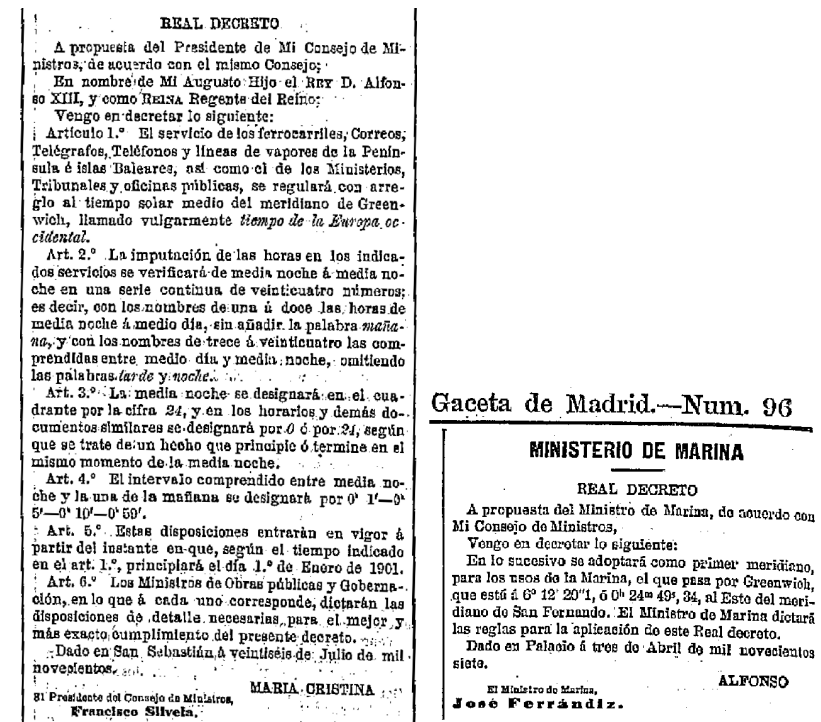 REAL DECRETO
A propuesta del Presidente de Mi Consejo de Mi-
nistros, de acuerdo con el mismo Consejo;
En nombre de Mi Augusto Hijo el REY D. Alfon-
so XIII, y como REINA Regente del Reino;
Vengo en decretar lo siguiente:
Artículo 1.º El servicio de los ferrocarriles, Correos,
Telégrafos, Teléfonos y líneas de vapores de la Penín-
sula é islas Baleares, así como el de los Ministerios,
Tribunales y oficinas públicas, se regulará con arre-
glo al tiempo solar medio del meridiano de Green-
wich, llamado vulgarmente tiempo de la Europa oc-
cidental.
Art. 2.º La imputación de las horas en los indica-
dos servicios se verificará de media noche á media no-
che en una serie continua de veinticuatro números;
es decir, con los nombres de una á doce las horas de
media noche á medio día, sin añadir la palabra maña-
na, y con los nombres de trece á veinticuatro las com-
prendidas entre medio día y media noche, omitiendo
las palabras tarde y noche.
Art. 3.º La media noche se designará en el cua-
drante por la cifra 24, y en los horarios y demás do-
cumentos similares se designará por 0 ó por 24, según
que se trate de un hecho que principie ó termine en el
mismo momento de la media noche.
Art. 4.º El intervalo comprendido entre media no-
che y la una de la mañana se designará por 0ʰ 1'—0ʰ
5'—0ʰ 10'—0ʰ 59'.
Art. 5.º Estas disposiciones entrarán en vigor á
partir del instante en que, según el tiempo indicado
en el art. 1.º, principiará el día 1.º de Enero de 1901.
Art. 6.º Los Ministros de Obras públicas y Goberna-
ción, en lo que á cada uno corresponde, dictarán las
disposiciones de detalle necesarias para el mejor y
más exacto cumplimiento del presente decreto.
Dado en San Sebastián á veintiséis de Julio de mil
novecientos.
MARIA CRISTINA
El Presidente del Consejo de Ministros,
Francisco Silvela.
Gaceta de Madrid.—Num. 96
MINISTERIO DE MARINA
REAL DECRETO
A propuesta del Ministro de Marina, de acuerdo con
Mi Consejo de Ministros,
Vengo en decretar lo siguiente:
En lo sucesivo se adoptará como primer meridiano,
para los usos de la Marina, el que pasa por Greenwich,
que está á 6º 12' 20"1, ó 0ʰ 24ᵐ 49ˢ, 34, al Este del meri-
diano de San Fernando. El Ministro de Marina dictará
las reglas para la aplicación de este Real decreto.
Dado en Palacio á tres de Abril de mil novecientos
siete.
ALFONSO
El Ministro de Marina,
José Ferrándiz.